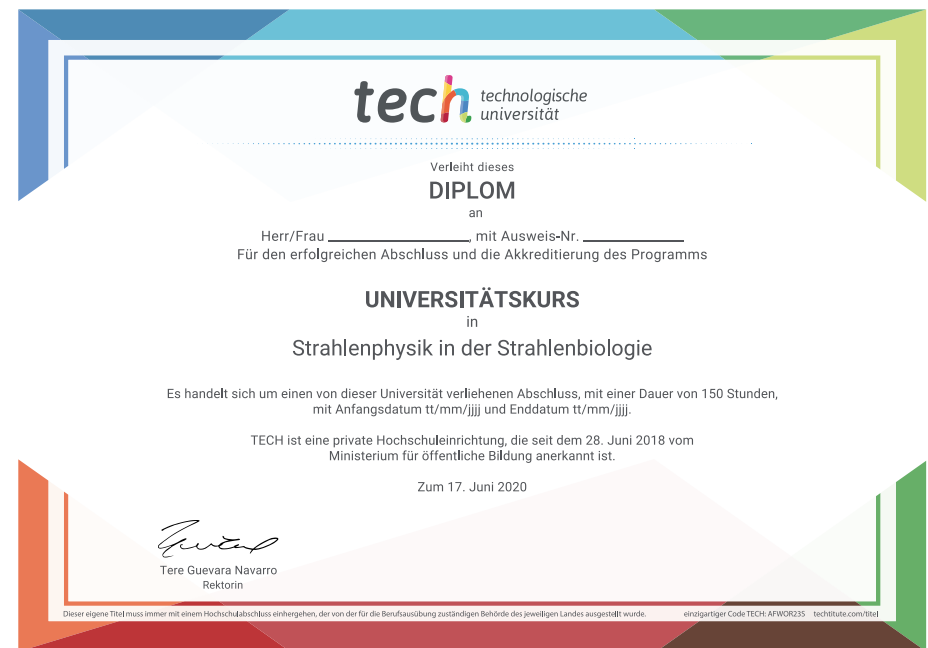 tech technologische
universität
Verleiht dieses
DIPLOM
an
Herr/Frau ____________________, mit Ausweis-Nr. ______________
Für den erfolgreichen Abschluss und die Akkreditierung des Programms
UNIVERSITÄTSKURS
in
Strahlenphysik in der Strahlenbiologie
Es handelt sich um einen von dieser Universität verliehenen Abschluss, mit einer Dauer von 150 Stunden,
mit Anfangsdatum tt/mm/jjjj und Enddatum tt/mm/jjjj.
TECH ist eine private Hochschuleinrichtung, die seit dem 28. Juni 2018 vom
Ministerium für öffentliche Bildung anerkannt ist.
Zum 17. Juni 2020
Tere Guevara Navarro
Rektorin
Dieser eigene Titel muss immer mit einem Hochschulabschluss einhergehen, der von der für die Berufsausübung zuständigen Behörde des jeweiligen Landes ausgestellt wurde. einzigartiger Code TECH: AFWOR23S techtitute.com/titel